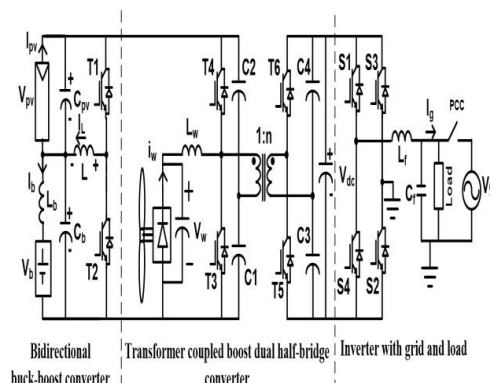 Ipv
T1
T4
C2
T6
C4
S1
S3
Vpv
Cpv
Lw
iw
1:n
Ig
PCC
IL
L
Lf
Ib
Lb
Vdc
Cf
Load
Vw
Cb
Vb
T2
T3
C1
T5
C3
S4
S2
Bidirectional
buck-boost converter
Transformer coupled boost dual half-bridge
converter
Inverter with grid and load